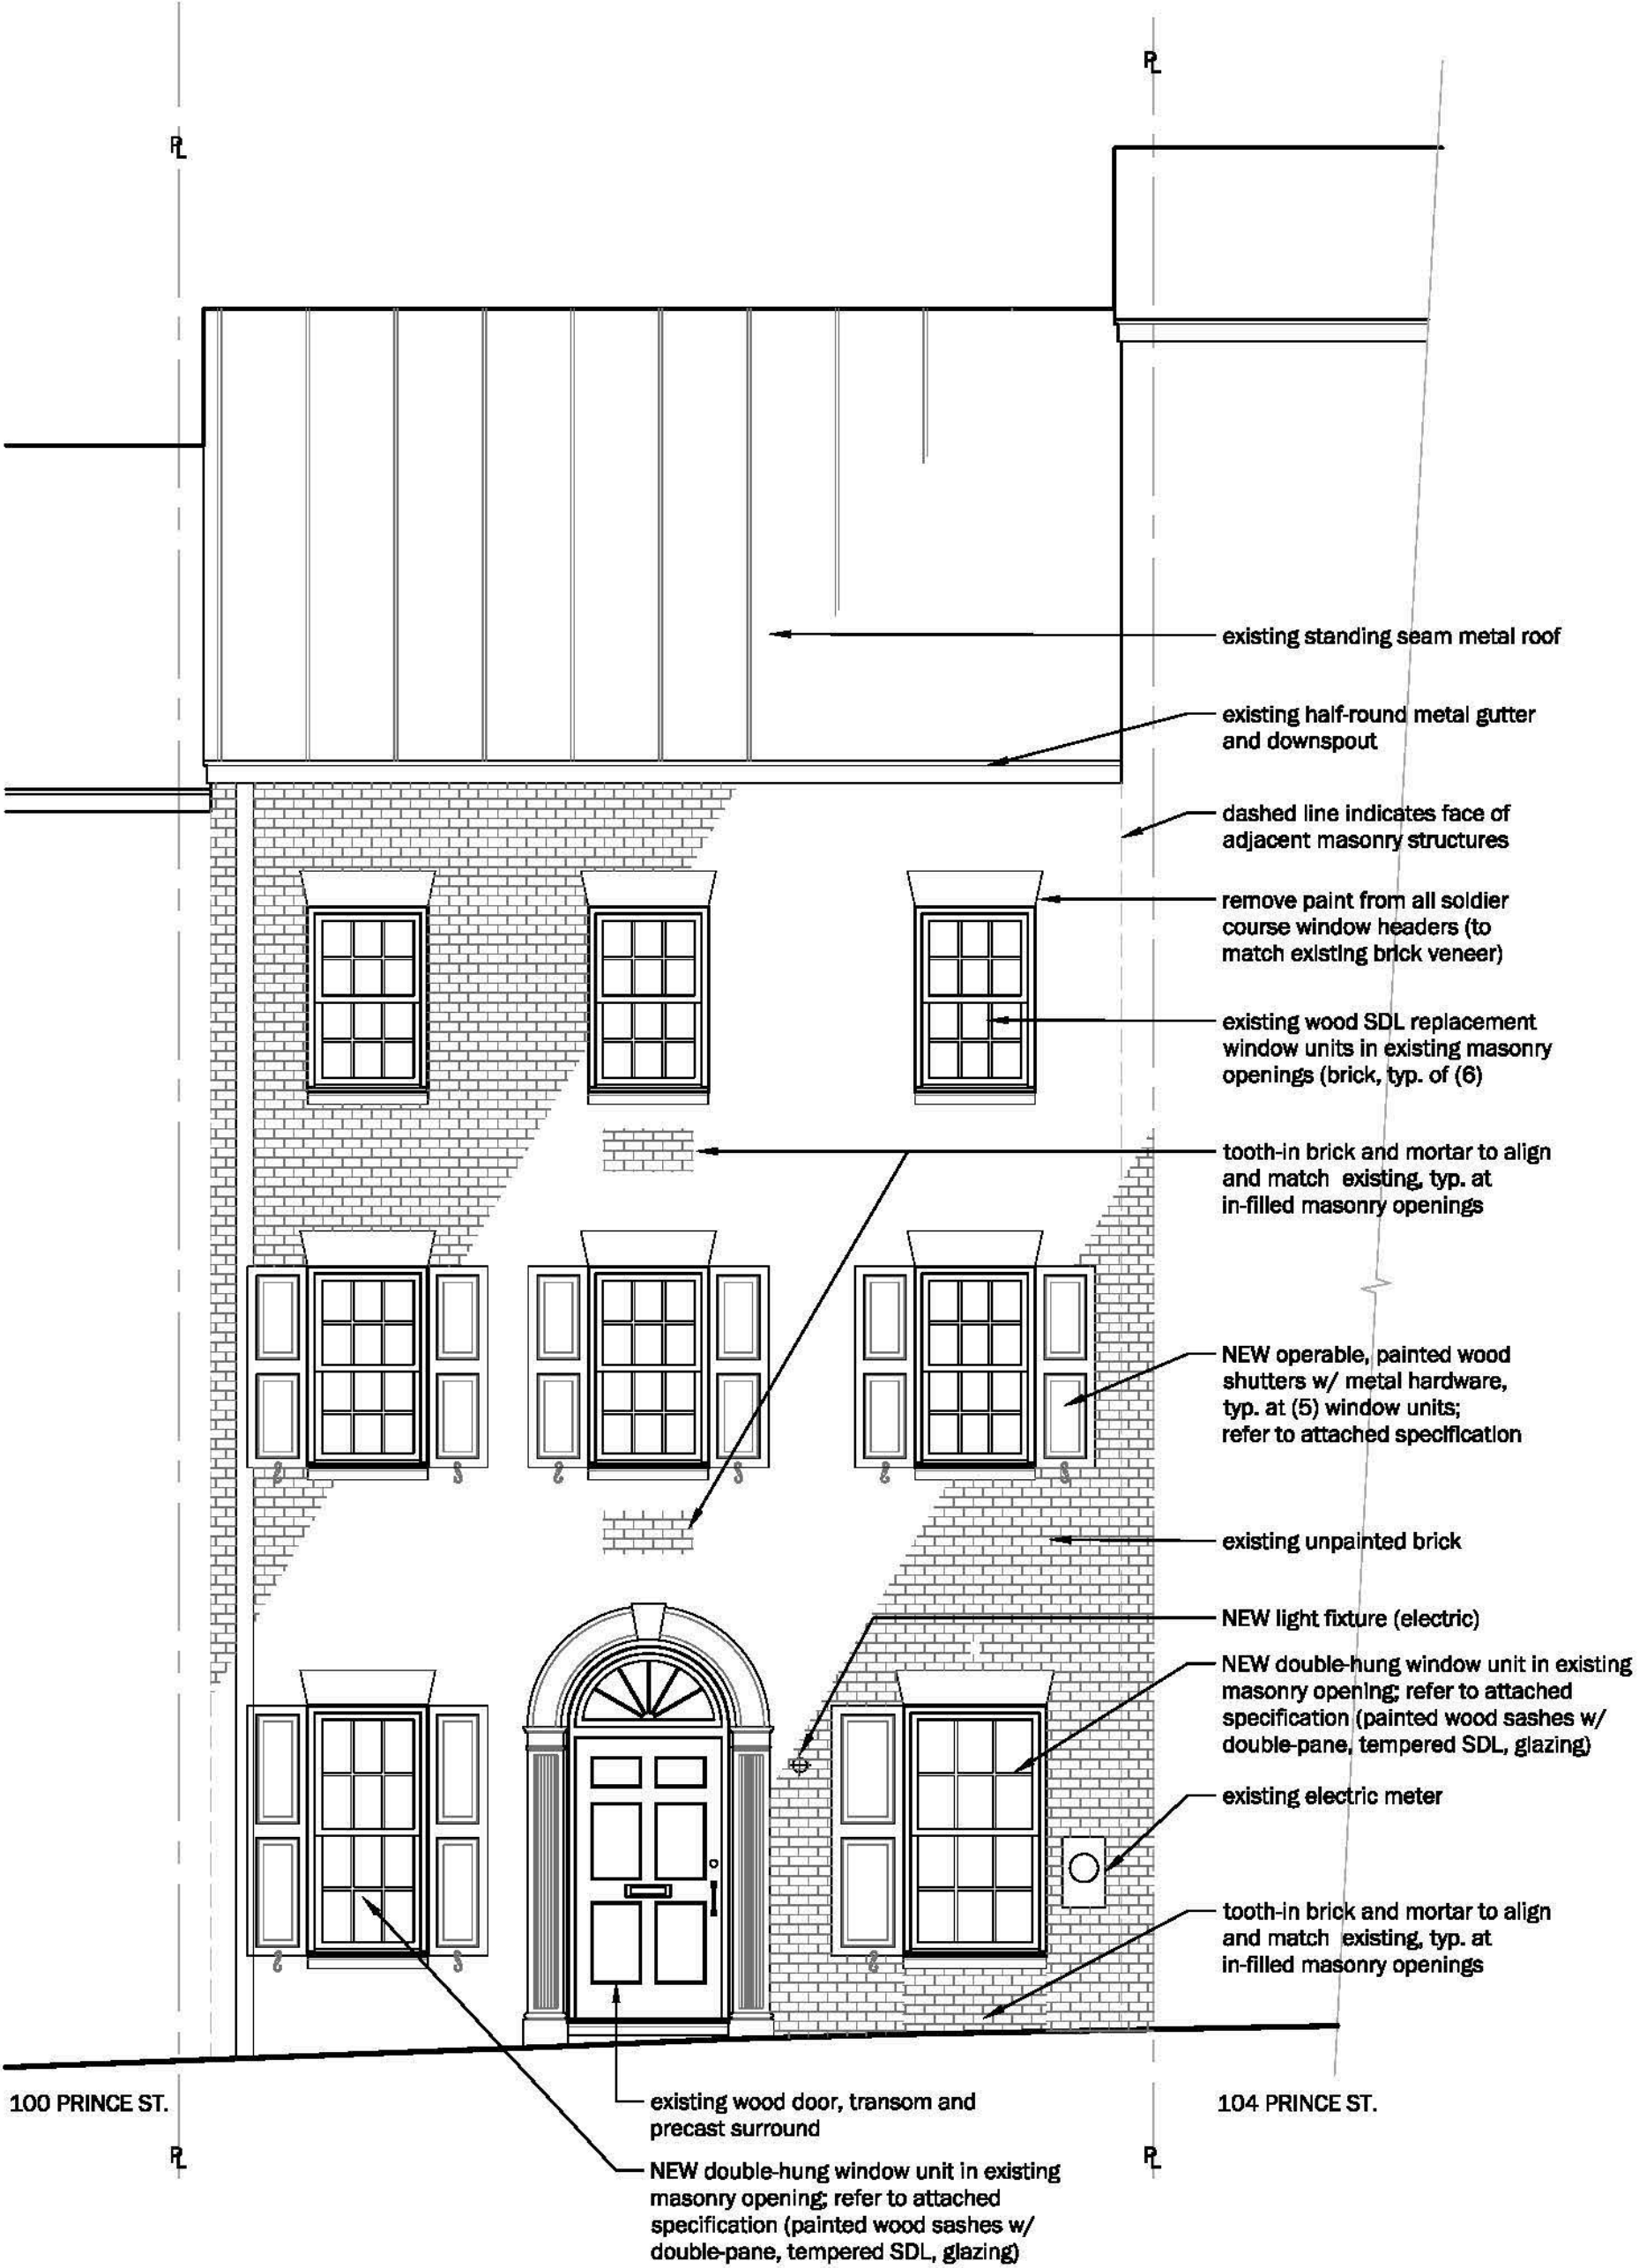 PL
PL
existing standing seam metal roof
existing half-round metal gutter
and downspout
dashed line indicates face of
adjacent masonry structures
remove paint from all soldier
course window headers (to
match existing brick veneer)
existing wood SDL replacement
window units in existing masonry
openings (brick, typ. of (6)
tooth-in brick and mortar to align
and match existing, typ. at
in-filled masonry openings
NEW operable, painted wood
shutters w/ metal hardware,
typ. at (5) window units;
refer to attached specification
existing unpainted brick
NEW light fixture (electric)
NEW double-hung window unit in existing
masonry opening; refer to attached
specification (painted wood sashes w/
double-pane, tempered SDL, glazing)
existing electric meter
tooth-in brick and mortar to align
and match existing, typ. at
in-filled masonry openings
100 PRINCE ST.
104 PRINCE ST.
existing wood door, transom and
precast surround
PL
PL
NEW double-hung window unit in existing
masonry opening; refer to attached
specification (painted wood sashes w/
double-pane, tempered SDL, glazing)